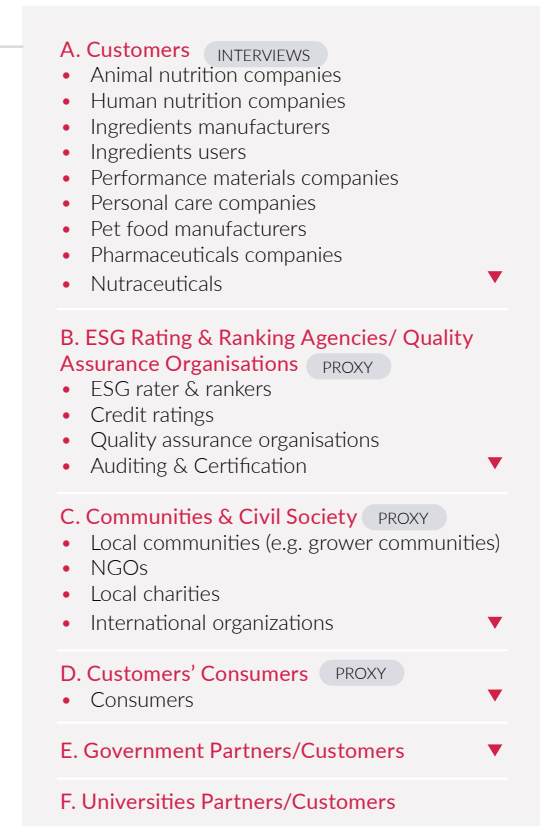 A. Customers INTERVIEWS
• Animal nutrition companies
• Human nutrition companies
• Ingredients manufacturers
• Ingredients users
• Performance materials companies
• Personal care companies
• Pet food manufacturers
• Pharmaceuticals companies
• Nutraceuticals
B. ESG Rating & Ranking Agencies/ Quality
Assurance Organisations PROXY
• ESG rater & rankers
• Credit ratings
• Quality assurance organisations
• Auditing & Certification
C. Communities & Civil Society PROXY
• Local communities (e.g. grower communities)
• NGOs
• Local charities
• International organizations
D. Customers’ Consumers PROXY
• Consumers
E. Government Partners/Customers
F. Universities Partners/Customers